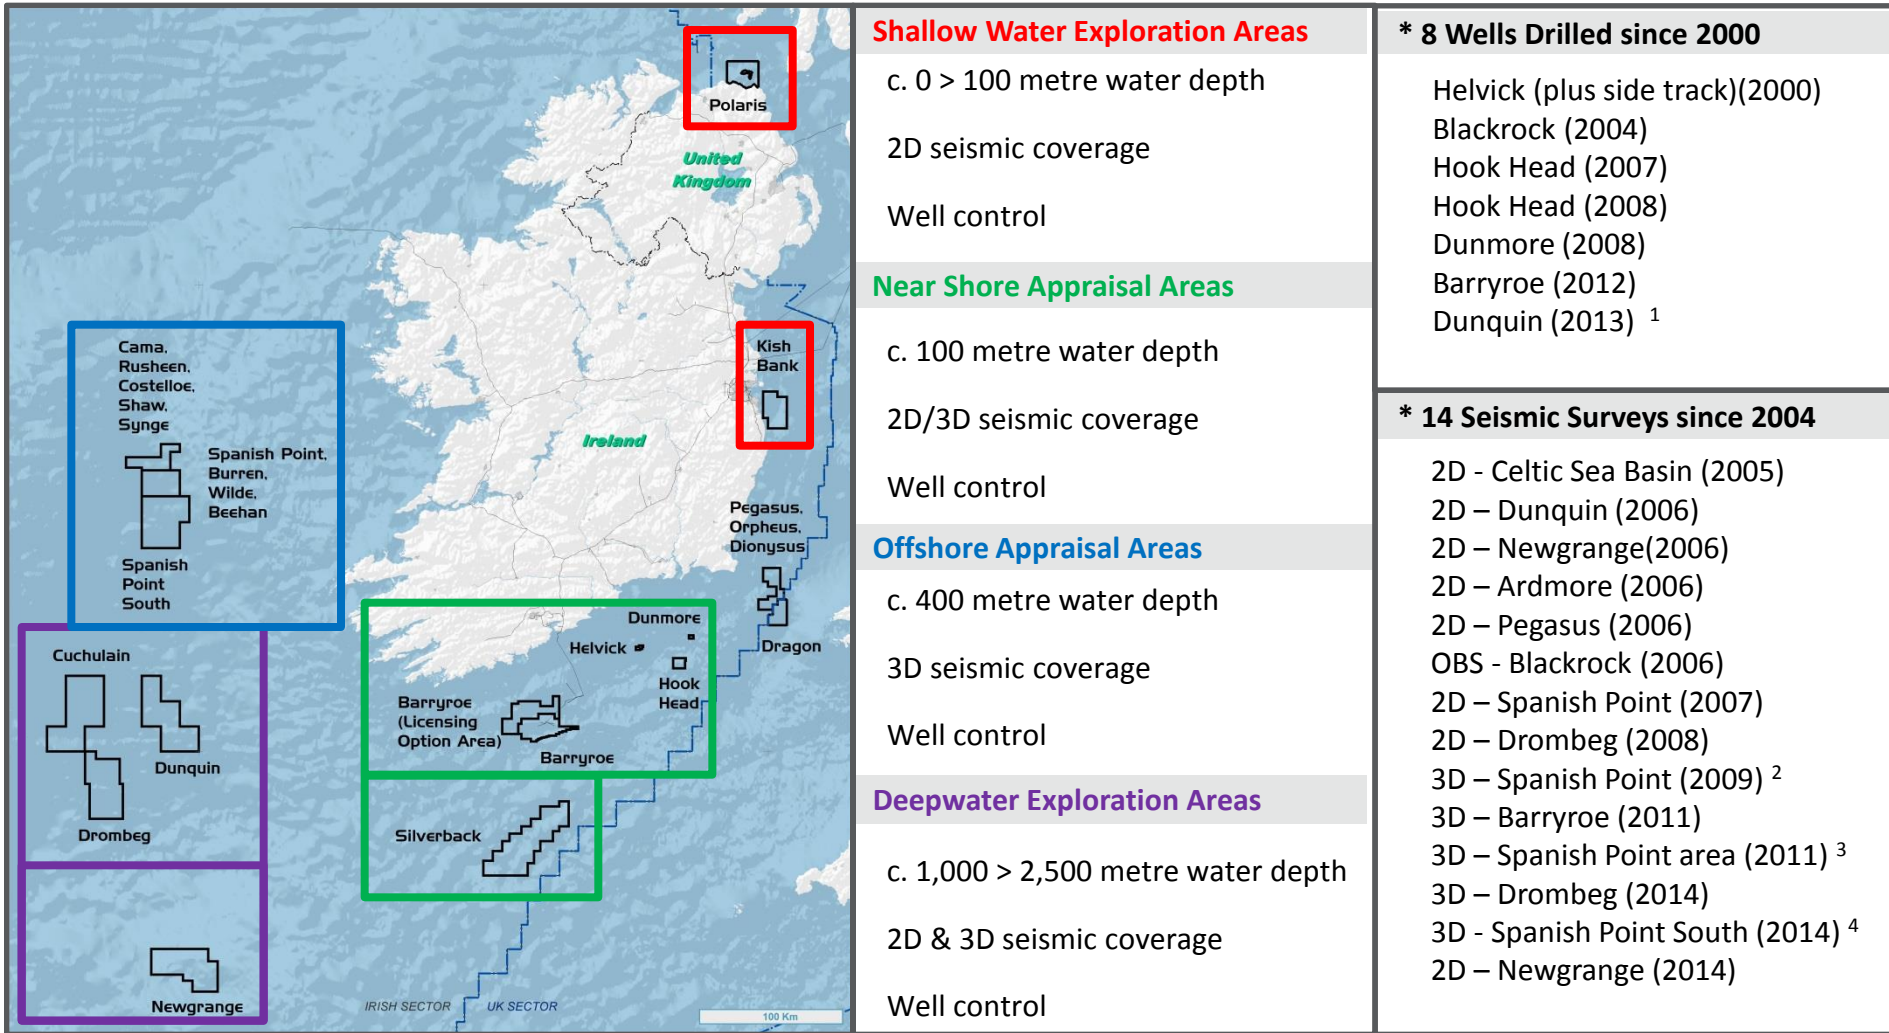 Polaris
United
Kingdom
Kish
Bank
Ireland
Cama,
Rusheen,
Costelloe,
Shaw,
Synge
Spanish Point,
Burren,
Wilde,
Beehan
Spanish
Point
South
Pegasus,
Orpheus,
Dionysus
Dragon
Dunmore
Helvick
Hook
Head
Barryroe
(Licensing
Option Area)
Barryroe
Cuchulain
Dunquin
Drombeg
Silverback
Newgrange
IRISH SECTOR
UK SECTOR
100 Km
Shallow Water Exploration Areas
c. 0 > 100 metre water depth
2D seismic coverage
Well control
Near Shore Appraisal Areas
c. 100 metre water depth
2D/3D seismic coverage
Well control
Offshore Appraisal Areas
c. 400 metre water depth
3D seismic coverage
Well control
Deepwater Exploration Areas
c. 1,000 > 2,500 metre water depth
2D & 3D seismic coverage
Well control
* 8 Wells Drilled since 2000
Helvick (plus side track)(2000)
Blackrock (2004)
Hook Head (2007)
Hook Head (2008)
Dunmore (2008)
Barryroe (2012)
Dunquin (2013) 1
* 14 Seismic Surveys since 2004
2D - Celtic Sea Basin (2005)
2D – Dunquin (2006)
2D – Newgrange(2006)
2D – Ardmore (2006)
2D – Pegasus (2006)
OBS - Blackrock (2006)
2D – Spanish Point (2007)
2D – Drombeg (2008)
3D – Spanish Point (2009) 2
3D – Barryroe (2011)
3D – Spanish Point area (2011) 3
3D – Drombeg (2014)
3D - Spanish Point South (2014) 4
2D – Newgrange (2014)